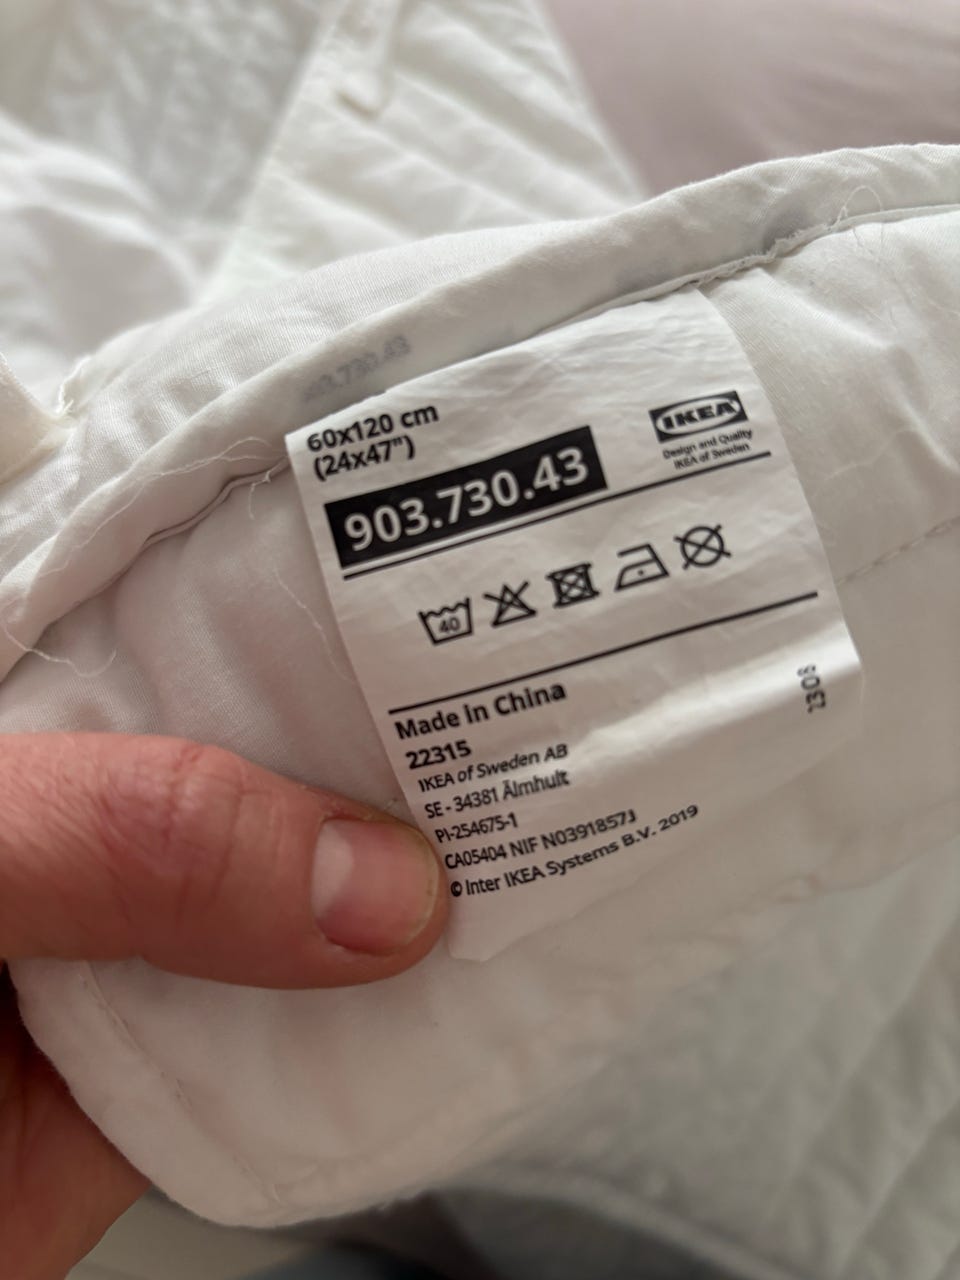 60x120 cm
(24x47")
IKEA
Design and Quality
IKEA of Sweden
903.730.43
40
Made in China
22315
IKEA of Sweden AB
SE - 34381 Älmhult
PI-254675-1
CA05404 NIF N0391857J
© Inter IKEA Systems B.V. 2019
2308